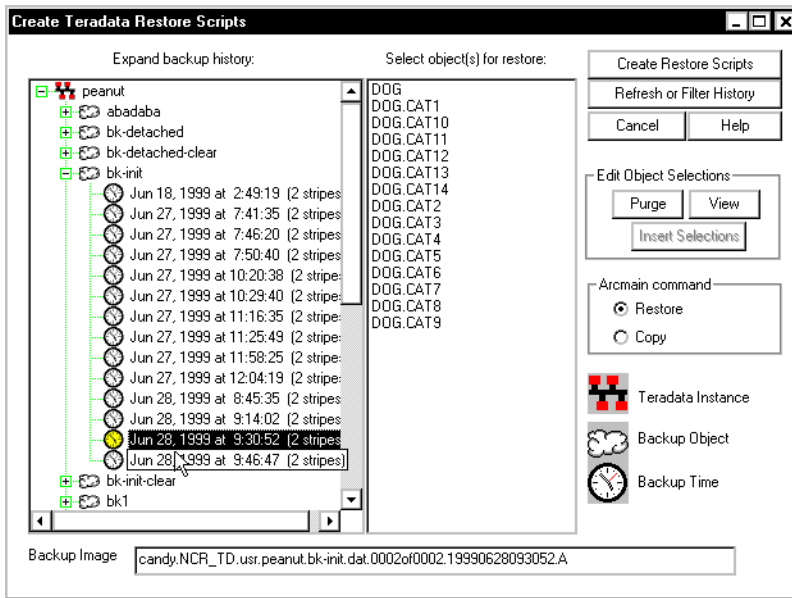 Create Teradata Restore Scripts
Expand backup history:
peanut
abadaba
bk-detached
bk-detached-clear
bk-init
Jun 18, 1999 at 2:49:19 (2 stripes
Jun 27, 1999 at 7:41:35 (2 stripes
Jun 27, 1999 at 7:46:20 (2 stripes
Jun 27, 1999 at 7:50:40 (2 stripes
Jun 27, 1999 at 10:20:38 (2 stripe
Jun 27, 1999 at 10:29:40 (2 stripe
Jun 27, 1999 at 11:16:35 (2 stripe
Jun 27, 1999 at 11:25:49 (2 stripe
Jun 27, 1999 at 11:58:25 (2 stripe
Jun 27, 1999 at 12:04:19 (2 stripe
Jun 28, 1999 at 8:45:35 (2 stripes
Jun 28, 1999 at 9:14:02 (2 stripes
Jun 28, 1999 at 9:30:52 (2 stripes
Jun 28, 1999 at 9:46:47 (2 stripes)
bk-init-clear
bk1
Select object(s) for restore:
DOG
DOG.CAT1
DOG.CAT10
DOG.CAT11
DOG.CAT12
DOG.CAT13
DOG.CAT14
DOG.CAT2
DOG.CAT3
DOG.CAT4
DOG.CAT5
DOG.CAT6
DOG.CAT7
DOG.CAT8
DOG.CAT9
Create Restore Scripts
Refresh or Filter History
Cancel Help
Edit Object Selections
Purge View
Insert Selections
Arcmain command
Restore
Copy
Teradata Instance
Backup Object
Backup Time
Backup Image candy.NCR_TD.usr.peanut.bk-init.dat.0002of0002.19990628093052.A